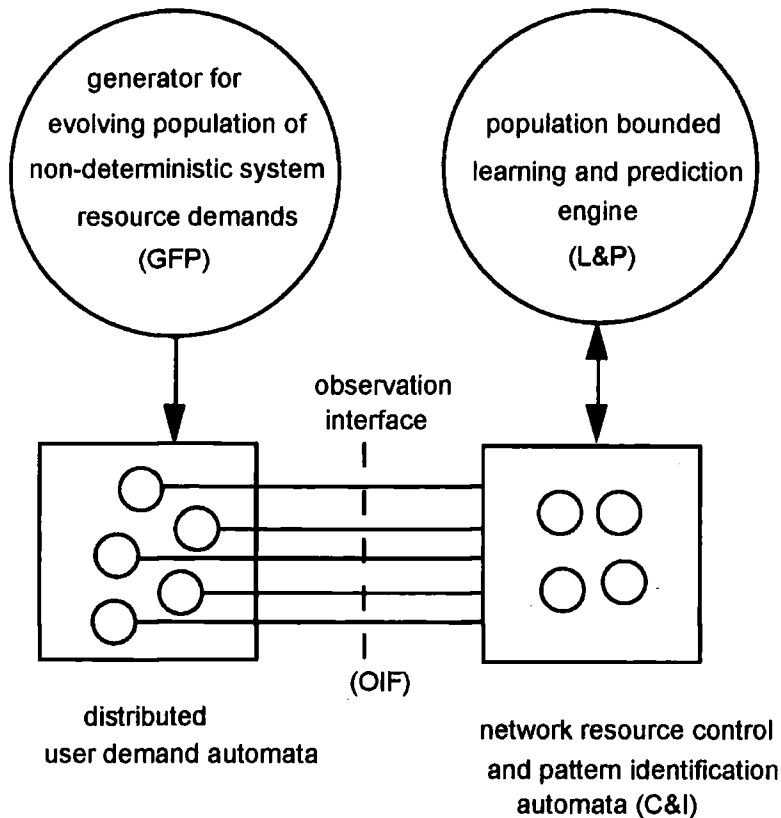 generator for
evolving population of
non-deterministic system
resource demands
(GFP)
population bounded
learning and prediction
engine
(L&P)
observation
interface
(OIF)
distributed
user demand automata
network resource control
and pattern identification
automata (C&I)